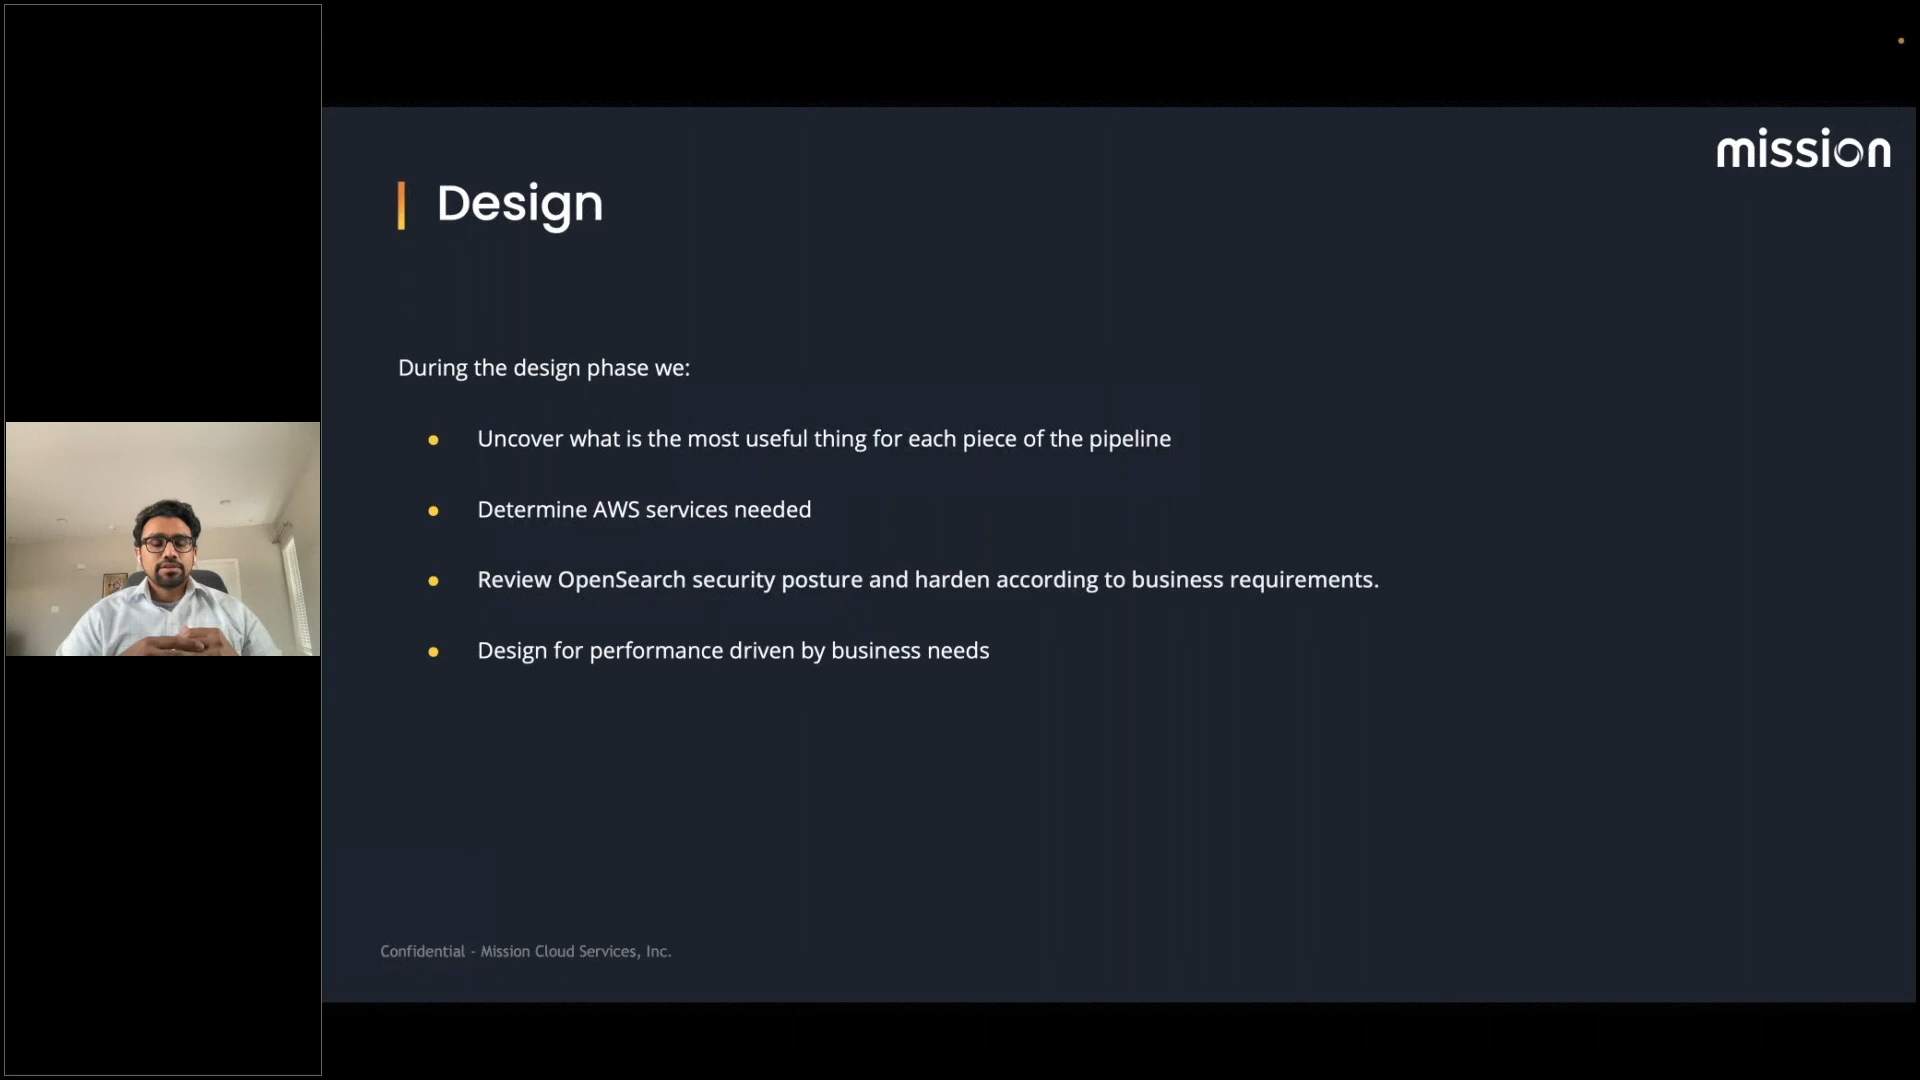 mission
Design
During the design phase we:
● Uncover what is the most useful thing for each piece of the pipeline
● Determine AWS services needed
● Review OpenSearch security posture and harden according to business requirements.
● Design for performance driven by business needs
Confidential - Mission Cloud Services, Inc.